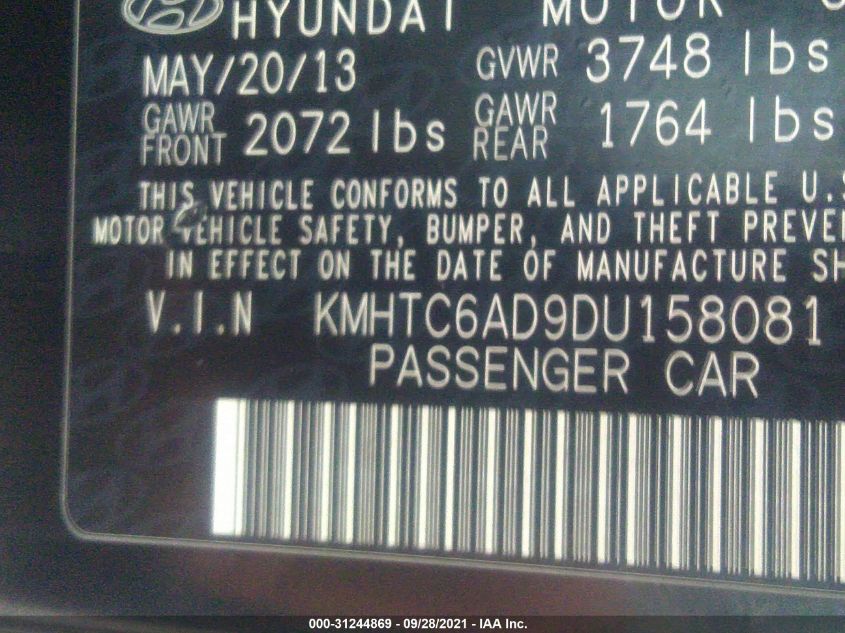 HYUNDAI MOTOR
MAY/20/13 GVWR 3748 lbs
GAWR FRONT 2072 lbs GAWR REAR 1764 lbs
THIS VEHICLE CONFORMS TO ALL APPLICABLE U.S
MOTOR VEHICLE SAFETY, BUMPER, AND THEFT PREVE
IN EFFECT ON THE DATE OF MANUFACTURE SH
V.I.N KMHTC6AD9DU158081
PASSENGER CAR
000-31244869 - 09/28/2021 - IAA Inc.